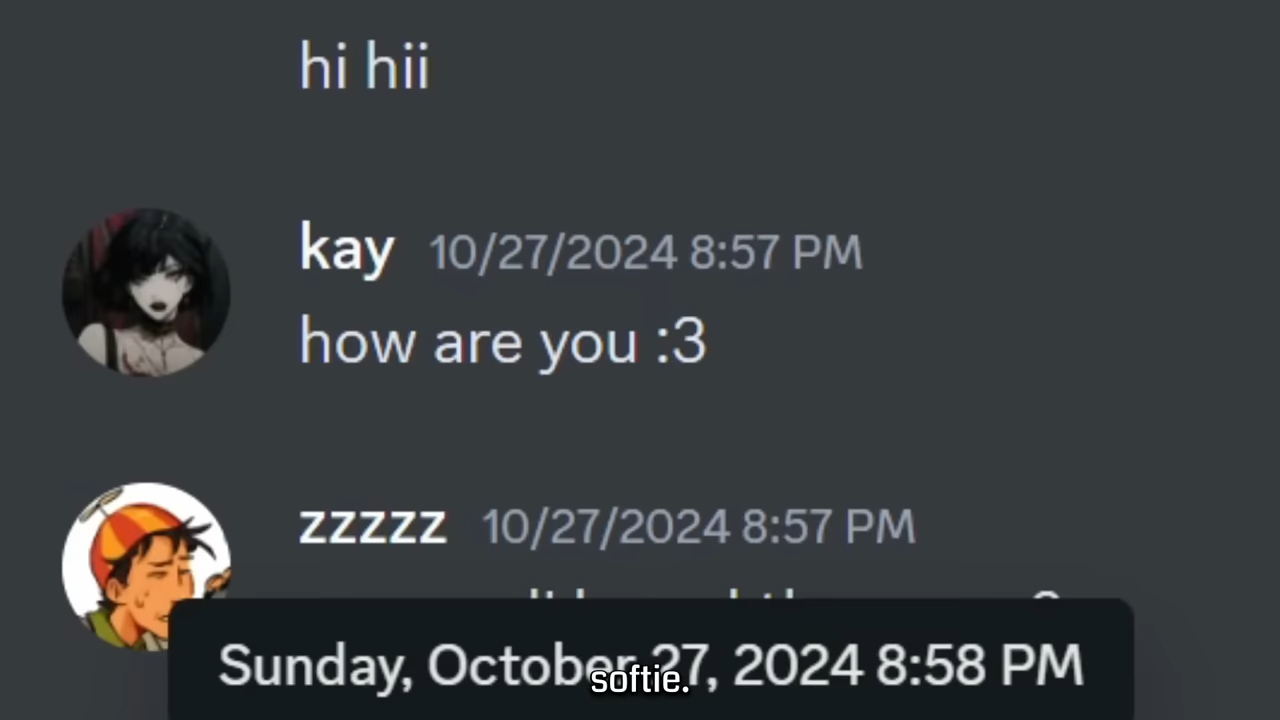 hi hii
kay 10/27/2024 8:57 PM
how are you :3
zzzzz 10/27/2024 8:57 PM
Sunday, October 27, 2024 8:58 PM
softie.